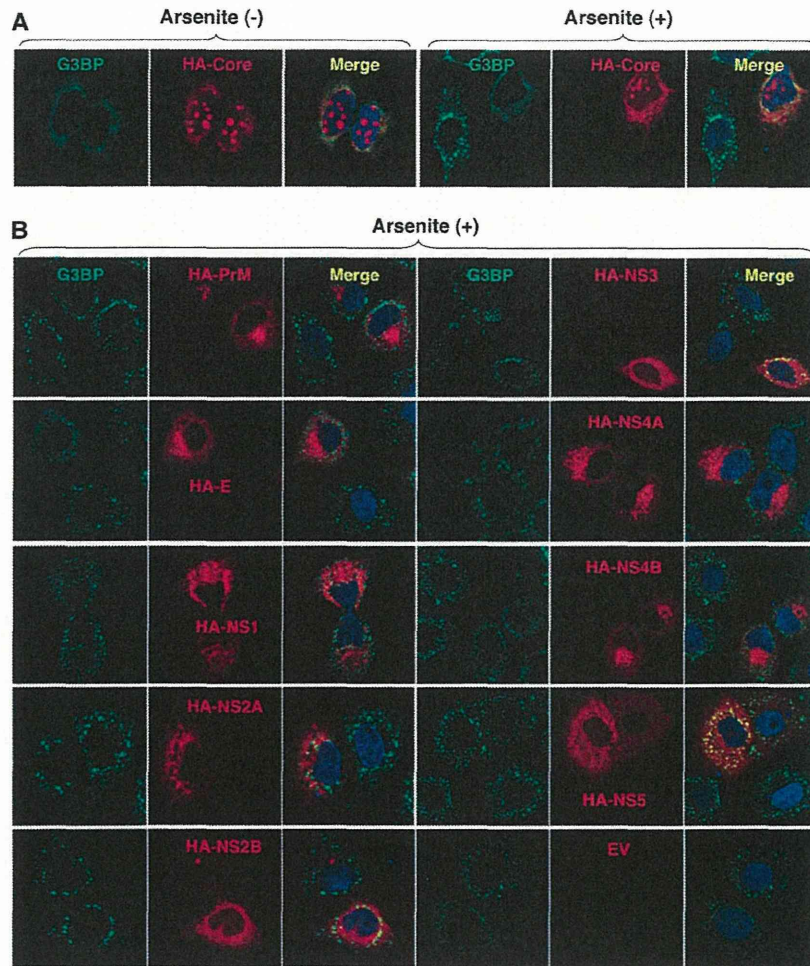 A
Arsenite (-)
Arsenite (+)
G3BP
HA-Core
Merge
G3BP
HA-Core
Merge
B
Arsenite (+)
G3BP
HA-PrM
Merge
G3BP
HA-NS3
Merge
HA-E
HA-NS4A
HA-NS1
HA-NS4B
HA-NS2A
HA-NS5
HA-NS2B
EV